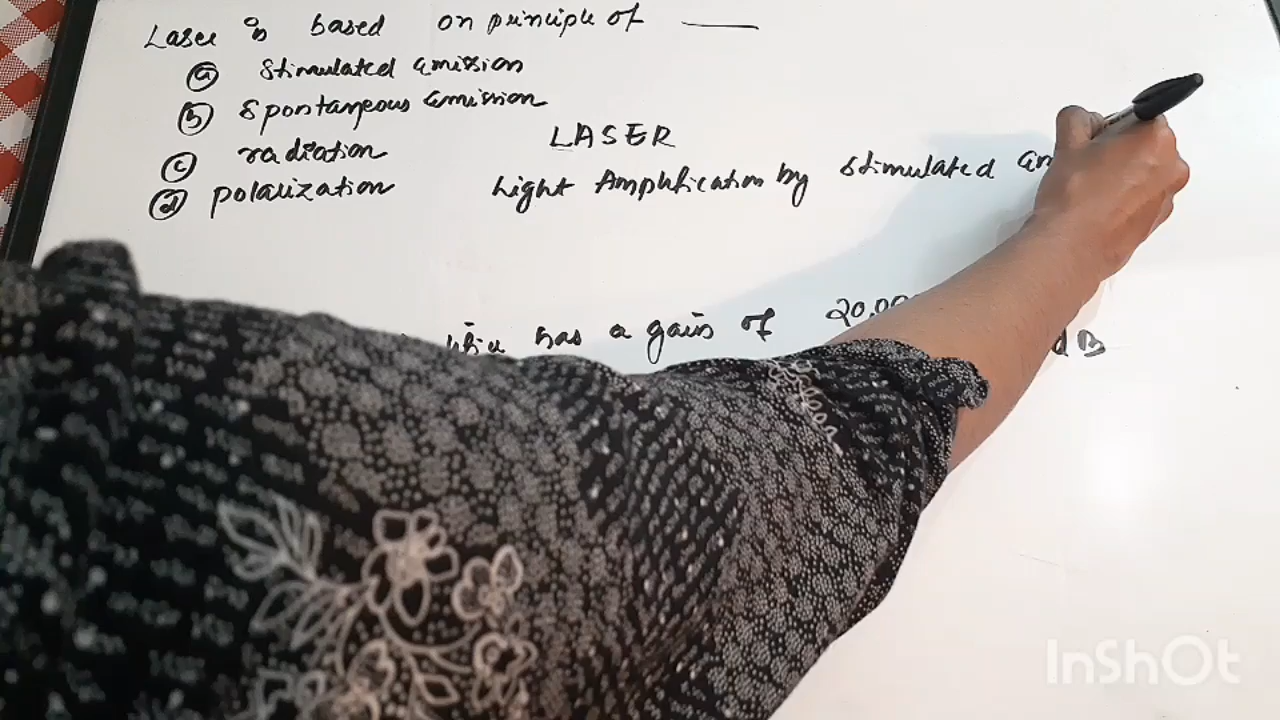 Laser is based on principle of ____
ⓐ stimulated emission
ⓑ spontaneous emission
ⓒ radiation
ⓓ polarization
LASER
Light Amplification by stimulated
has a gain of 20,00
dB
InShOt